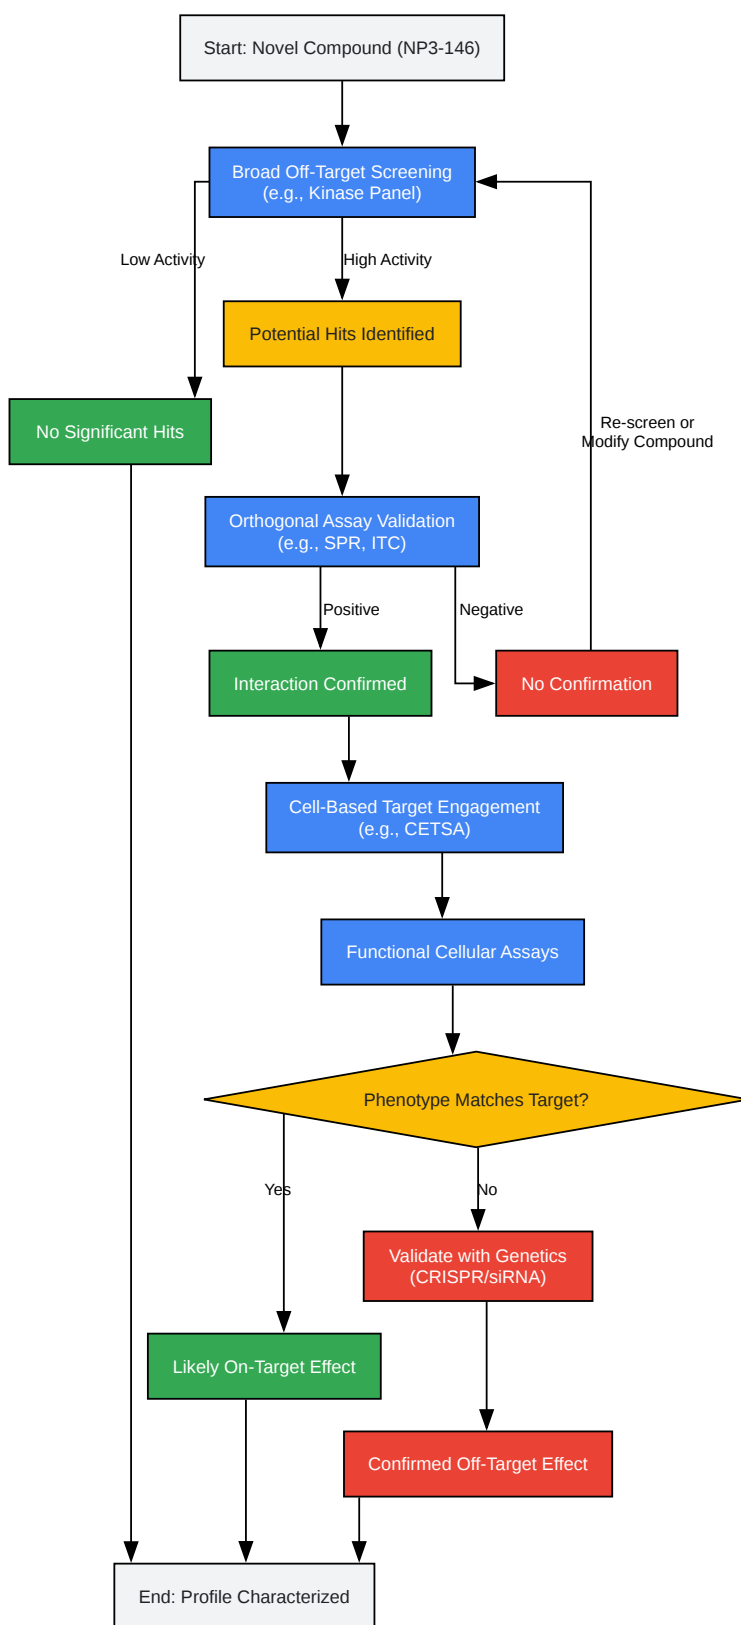 Start: Novel Compound (NP3-146)
Broad Off-Target Screening
(e.g., Kinase Panel)
Low Activity
High Activity
Potential Hits Identified
No Significant Hits
Re-screen or
Modify Compound
Orthogonal Assay Validation
(e.g., SPR, ITC)
Positive
Negative
Interaction Confirmed
No Confirmation
Cell-Based Target Engagement
(e.g., CETSA)
Functional Cellular Assays
Phenotype Matches Target?
Yes
No
Validate with Genetics
(CRISPR/siRNA)
Likely On-Target Effect
Confirmed Off-Target Effect
End: Profile Characterized